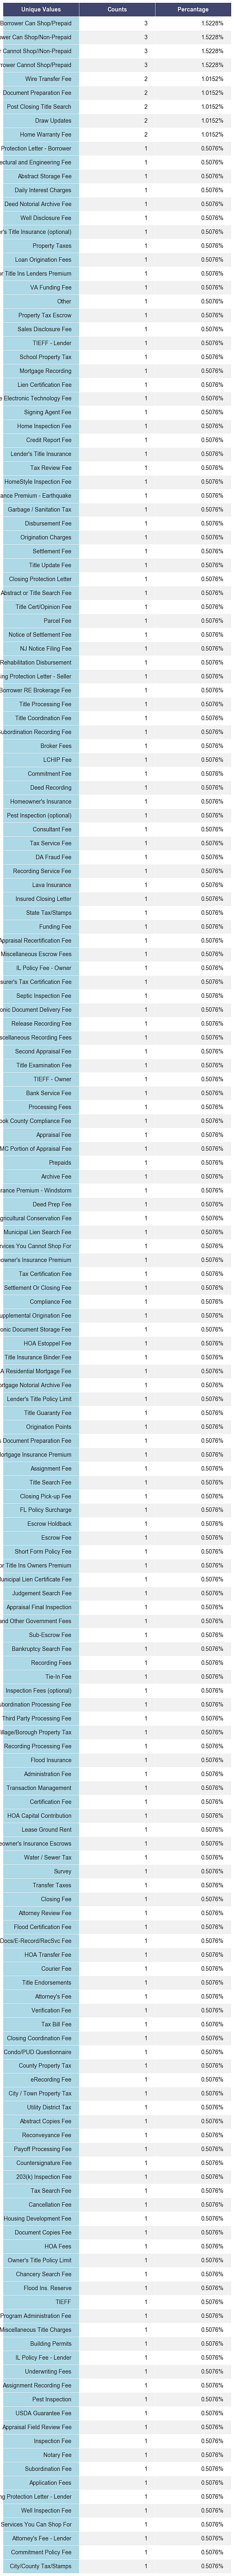 Unique Values Counts Percantage
Borrower Can Shop/Prepaid 3 1.5228%
wer Can Shop/Non-Prepaid 3 1.5228%
Cannot Shop/Non-Prepaid 3 1.5228%
rrower Cannot Shop/Prepaid 3 1.5228%
Wire Transfer Fee 2 1.0152%
Document Preparation Fee 2 1.0152%
Post Closing Title Search 2 1.0152%
Draw Updates 2 1.0152%
Home Warranty Fee 2 1.0152%
Protection Letter - Borrower 1 0.5076%
ectural and Engineering Fee 1 0.5076%
Abstract Storage Fee 1 0.5076%
Daily Interest Charges 1 0.5076%
Deed Notorial Archive Fee 1 0.5076%
Well Disclosure Fee 1 0.5076%
r's Title Insurance (optional) 1 0.5076%
Property Taxes 1 0.5076%
Loan Origination Fees 1 0.5076%
or Title Ins Lenders Premium 1 0.5076%
VA Funding Fee 1 0.5076%
Other 1 0.5076%
Property Tax Escrow 1 0.5076%
Sales Disclosure Fee 1 0.5076%
TIEFF - Lender 1 0.5076%
School Property Tax 1 0.5076%
Mortgage Recording 1 0.5076%
Lien Certification Fee 1 0.5076%
e Electronic Technology Fee 1 0.5076%
Signing Agent Fee 1 0.5076%
Home Inspection Fee 1 0.5076%
Credit Report Fee 1 0.5076%
Lender's Title Insurance 1 0.5076%
Tax Review Fee 1 0.5076%
HomeStyle Inspection Fee 1 0.5076%
ance Premium - Earthquake 1 0.5076%
Garbage / Sanitation Tax 1 0.5076%
Disbursement Fee 1 0.5076%
Origination Charges 1 0.5076%
Settlement Fee 1 0.5076%
Title Update Fee 1 0.5076%
Closing Protection Letter 1 0.5076%
Abstract or Title Search Fee 1 0.5076%
Title Cert/Opinion Fee 1 0.5076%
Parcel Fee 1 0.5076%
Notice of Settlement Fee 1 0.5076%
NJ Notice Filing Fee 1 0.5076%
Rehabilitation Disbursement 1 0.5076%
ing Protection Letter - Seller 1 0.5076%
Borrower RE Brokerage Fee 1 0.5076%
Title Processing Fee 1 0.5076%
Title Coordination Fee 1 0.5076%
ubordination Recording Fee 1 0.5076%
Broker Fees 1 0.5076%
LCHIP Fee 1 0.5076%
Commitment Fee 1 0.5076%
Deed Recording 1 0.5076%
Homeowner's Insurance 1 0.5076%
Pest Inspection (optional) 1 0.5076%
Consultant Fee 1 0.5076%
Tax Service Fee 1 0.5076%
DA Fraud Fee 1 0.5076%
Recording Service Fee 1 0.5076%
Lava Insurance 1 0.5076%
Insured Closing Letter 1 0.5076%
State Tax/Stamps 1 0.5076%
Funding Fee 1 0.5076%
Appraisal Recertification Fee 1 0.5076%
Miscellaneous Escrow Fees 1 0.5076%
IL Policy Fee - Owner 1 0.5076%
surer's Tax Certification Fee 1 0.5076%
Septic Inspection Fee 1 0.5076%
onic Document Delivery Fee 1 0.5076%
Release Recording Fee 1 0.5076%
scellaneous Recording Fees 1 0.5076%
Second Appraisal Fee 1 0.5076%
Title Examination Fee 1 0.5076%
TIEFF - Owner 1 0.5076%
Bank Service Fee 1 0.5076%
Processing Fees 1 0.5076%
ook County Compliance Fee 1 0.5076%
Appraisal Fee 1 0.5076%
MC Portion of Appraisal Fee 1 0.5076%
Prepaids 1 0.5076%
Archive Fee 1 0.5076%
rance Premium - Windstorm 1 0.5076%
Deed Prep Fee 1 0.5076%
gricultural Conservation Fee 1 0.5076%
Municipal Lien Search 1 0.5076%
rvices You Cannot Shop For 1 0.5076%
owner's Insurance Premium 1 0.5076%
Tax Certification Fee 1 0.5076%
Settlement Or Closing 1 0.5076%
Compliance Fee 1 0.5076%
upplemental Origination Fee 1 0.5076%
onic Document Storage Fee 1 0.5076%
HOA Estoppel Fee 1 0.5076%
Title Insurance Binder Fee 1 0.5076%
A Residential Mortgage Fee 1 0.5076%
ortgage Notorial Archive Fee 1 0.5076%
Lender's Title Policy Limit 1 0.5076%
Title Guaranty Fee 1 0.5076%
Origination Points 1 0.5076%
s Document Preparation Fee 1 0.5076%
Mortgage Insurance Premium 1 0.5076%
Assignment Fee 1 0.5076%
Title Search Fee 1 0.5076%
Closing Pick-up Fee 1 0.5076%
FL Policy Surcharge 1 0.5076%
Escrow Holdback 1 0.5076%
Escrow Fee 1 0.5076%
Short Form Policy Fee 1 0.5076%
or Title Ins Owners Premium 1 0.5076%
unicipal Lien Certificate Fee 1 0.5076%
Judgement Search Fee 1 0.5076%
Appraisal Final Inspection 1 0.5076%
and Other Government Fees 1 0.5076%
Sub-Escrow Fee 1 0.5076%
Bankruptcy Search Fee 1 0.5076%
Recording Fees 1 0.5076%
Tie-In Fee 1 0.5076%
Inspection Fees (optional) 1 0.5076%
ubordination Processing Fee 1 0.5076%
Third Party Processing Fee 1 0.5076%
illage/Borough Property Tax 1 0.5076%
Recording Processing Fee 1 0.5076%
Flood Insurance 1 0.5076%
Administration Fee 1 0.5076%
Transaction Management 1 0.5076%
Certification Fee 1 0.5076%
HOA Capital Contribution 1 0.5076%
Lease Ground Rent 1 0.5076%
eowner's Insurance Escrows 1 0.5076%
Water / Sewer Tax 1 0.5076%
Survey 1 0.5076%
Transfer Taxes 1 0.5076%
Closing Fee 1 0.5076%
Attorney Review Fee 1 0.5076%
Flood Certification Fee 1 0.5076%
Docs/E-Record/RecSvc Fee 1 0.5076%
HOA Transfer Fee 1 0.5076%
Courier Fee 1 0.5076%
Title Endorsements 1 0.5076%
Attorney's Fee 1 0.5076%
Verification Fee 1 0.5076%
Tax Bill Fee 1 0.5076%
Closing Coordination Fee 1 0.5076%
Condo/PUD Questionnaire 1 0.5076%
County Property Tax 1 0.5076%
eRecording Fee 1 0.5076%
City / Town Property Tax 1 0.5076%
Utility District Tax 1 0.5076%
Abstract Copies Fee 1 0.5076%
Reconveyance Fee 1 0.5076%
Payoff Processing Fee 1 0.5076%
Countersignature Fee 1 0.5076%
203(k) Inspection Fee 1 0.5076%
Tax Search Fee 1 0.5076%
Cancellation Fee 1 0.5076%
Housing Development Fee 1 0.5076%
Document Copies Fee 1 0.5076%
HOA Fees 1 0.5076%
Owner's Title Policy Limit 1 0.5076%
Chancery Search Fee 1 0.5076%
Flood Ins. Reserve 1 0.5076%
TIEFF 1 0.5076%
Program Administration Fee 1 0.5076%
Miscellaneous Title Charges 1 0.5076%
Building Permits 1 0.5076%
IL Policy Fee - Lender 1 0.5076%
Underwriting Fees 1 0.5076%
Assignment Recording Fee 1 0.5076%
Pest Inspection 1 0.5076%
USDA Guarantee Fee 1 0.5076%
Appraisal Field Review Fee 1 0.5076%
Inspection Fee 1 0.5076%
Notary Fee 1 0.5076%
Subordination Fee 1 0.5076%
Application Fees 1 0.5076%
ng Protection Letter - Lender 1 0.5076%
Well Inspection Fee 1 0.5076%
Services You Can Shop For 1 0.5076%
Attorney's Fee - Lender 1 0.5076%
Commitment Policy Fee 1 0.5076%
City/County Tax/Stamps 1 0.5076%